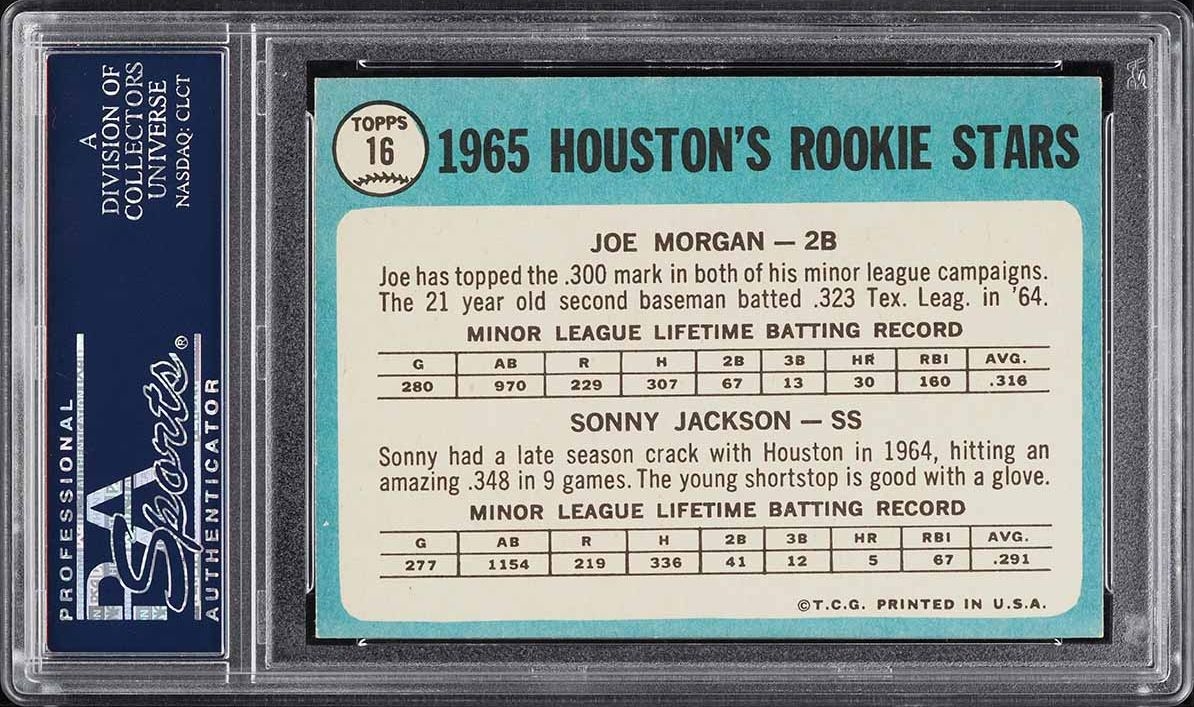 A
DIVISION OF
COLLECTORS
UNIVERSE
NASDAQ: CLCT
PROFESSIONAL
PSA
Sports®
AUTHENTICATOR
TOPPS
16
1965 HOUSTON'S ROOKIE STARS
JOE MORGAN — 2B
Joe has topped the .300 mark in both of his minor league campaigns.
The 21 year old second baseman batted .323 Tex. Leag. in '64.
MINOR LEAGUE LIFETIME BATTING RECORD
G AB R H 2B 3B HR RBI AVG.
280 970 229 307 67 13 30 160 .316
SONNY JACKSON — SS
Sonny had a late season crack with Houston in 1964, hitting an
amazing .348 in 9 games. The young shortstop is good with a glove.
MINOR LEAGUE LIFETIME BATTING RECORD
G AB R H 2B 3B HR RBI AVG.
277 1154 219 336 41 12 5 67 .291
©T.C.G. PRINTED IN U.S.A.